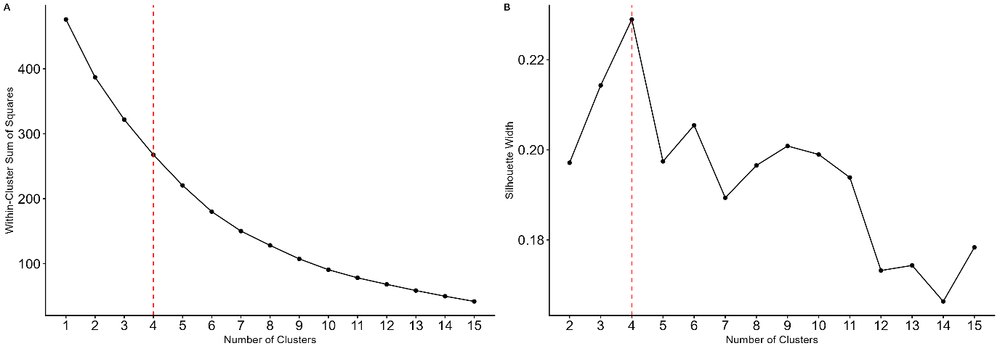 A
Within-Cluster Sum of Squares
400
300
200
100
1 2 3 4 5 6 7 8 9 10 11 12 13 14 15
Number of Clusters
B
Silhouette Width
0.22
0.20
0.18
2 3 4 5 6 7 8 9 10 11 12 13 14 15
Number of Clusters